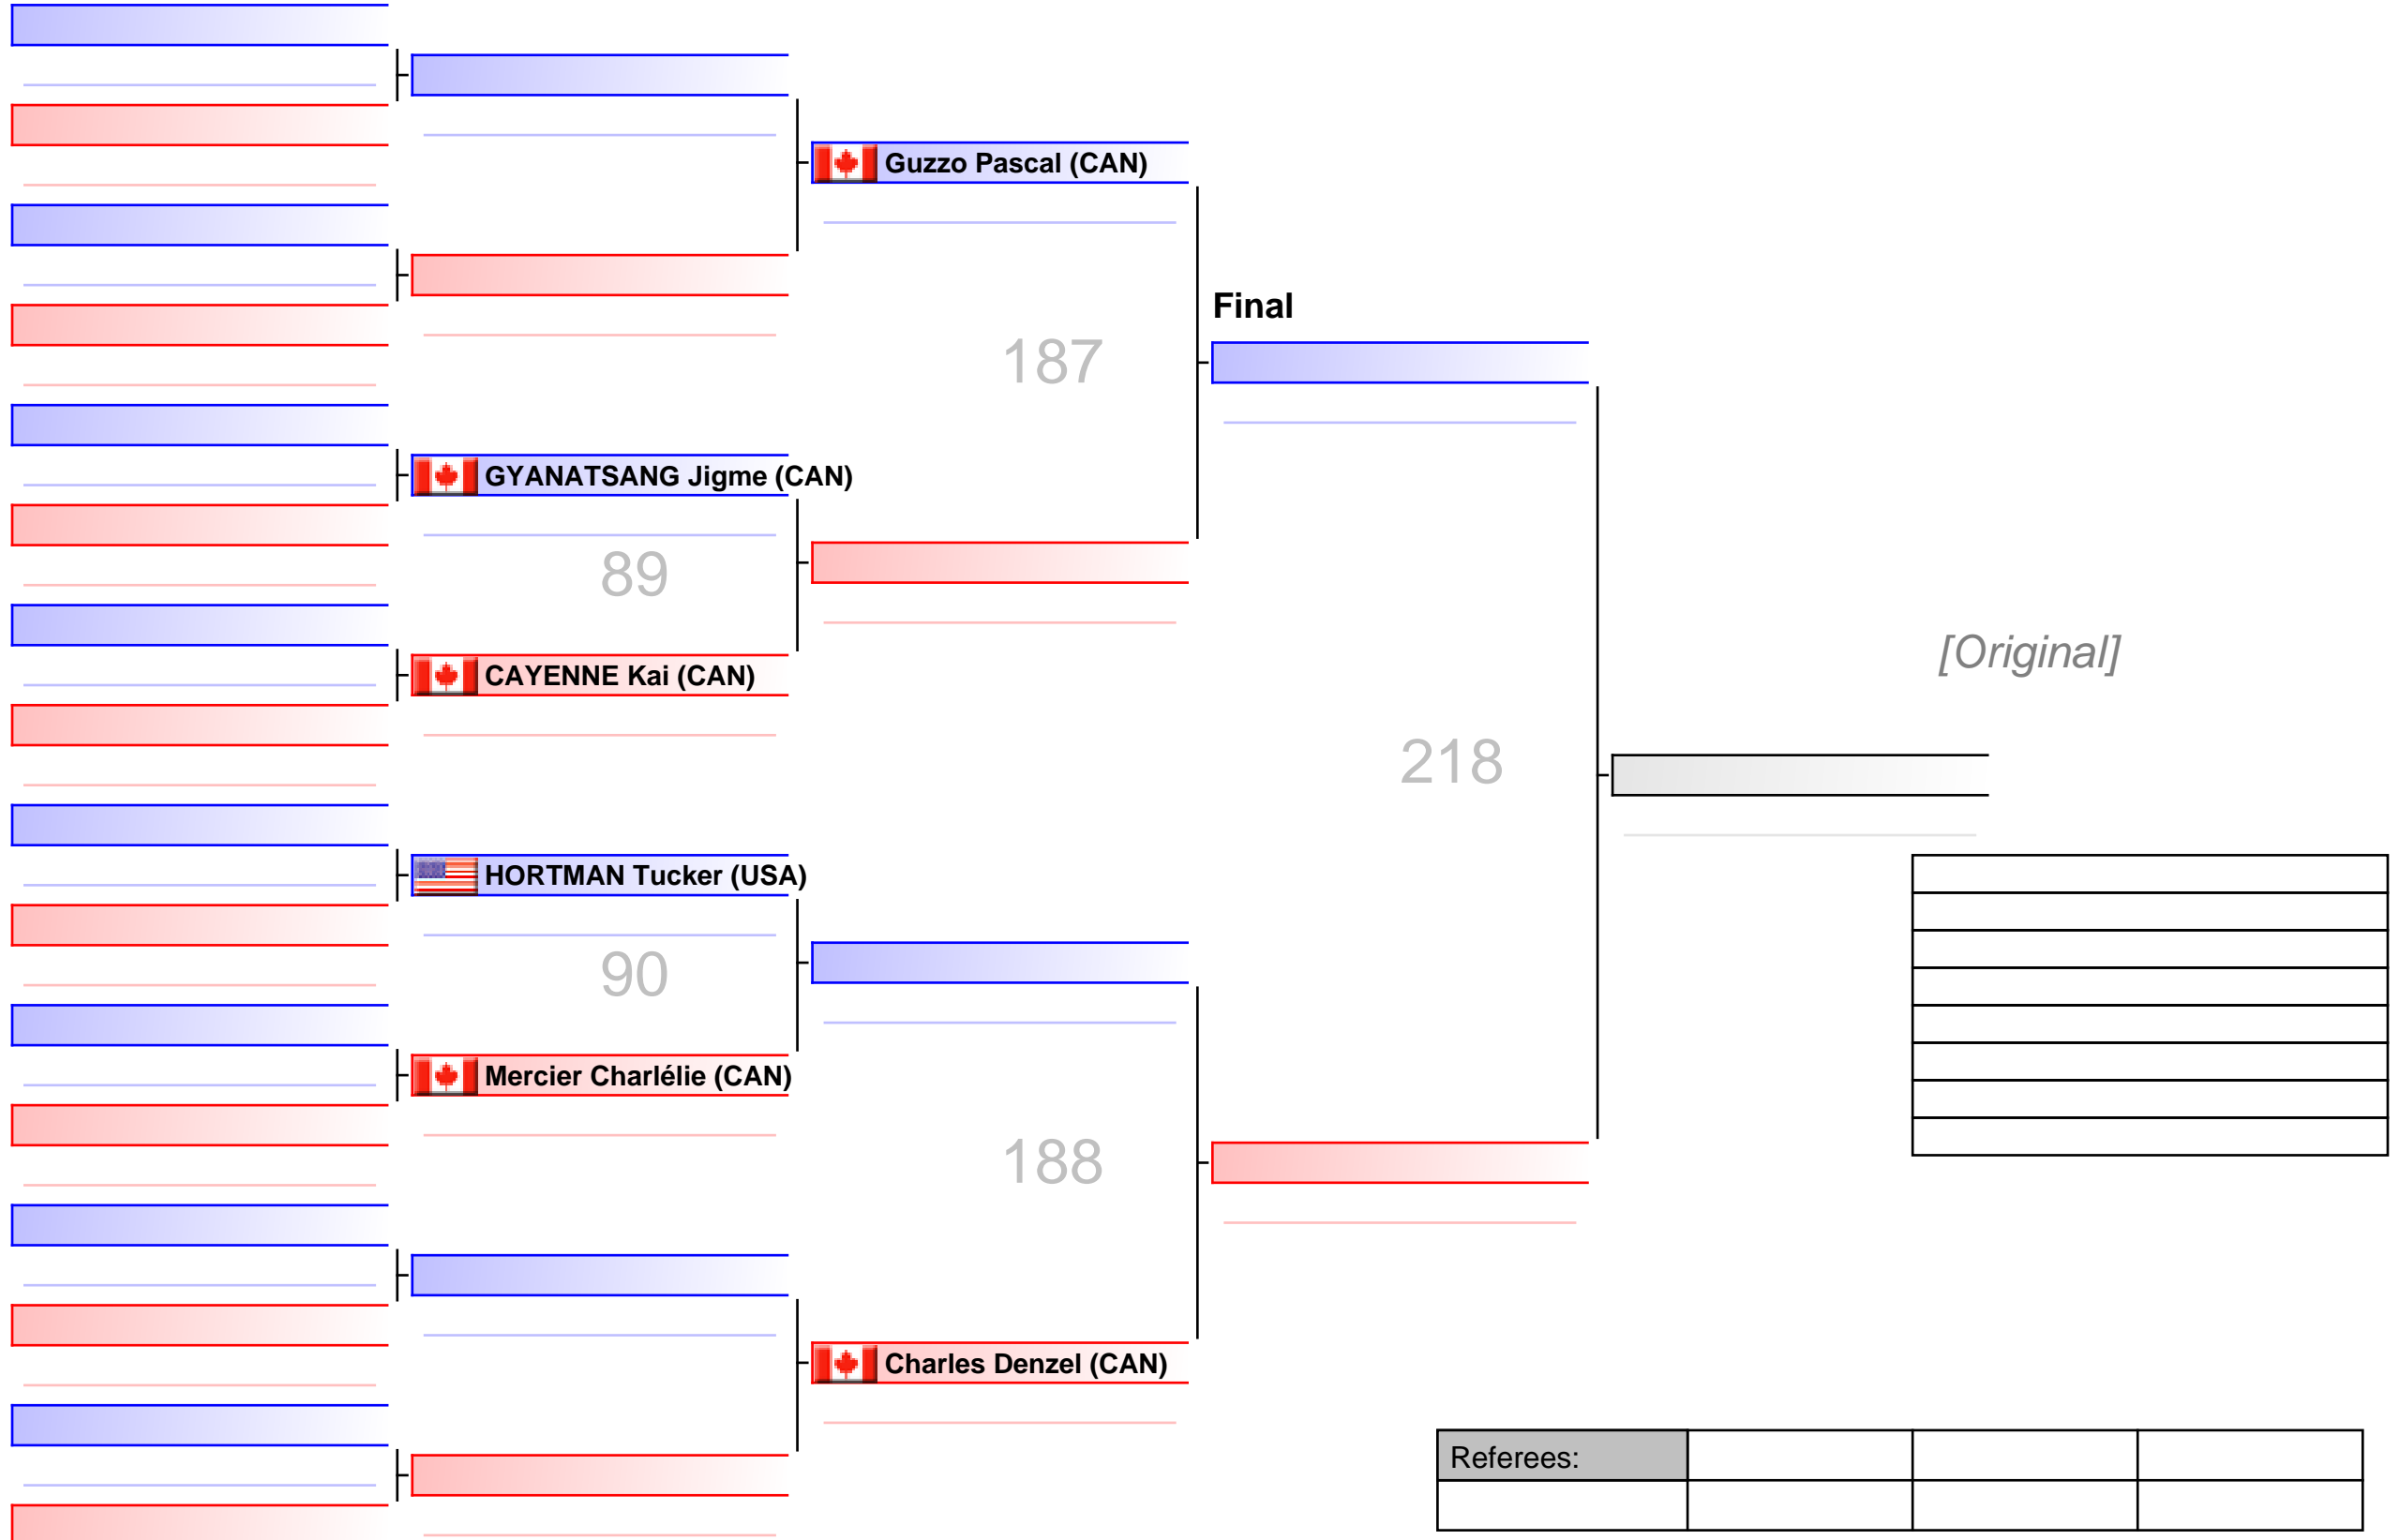 Guzzo Pascal (CAN)
Final
187
GYANATSANG Jigme (CAN)
89
[Original]
CAYENNE Kai (CAN)
218
HORTMAN Tucker (USA)
90
Mercier Charlélie (CAN)
188
Charles Denzel (CAN)
Referees: